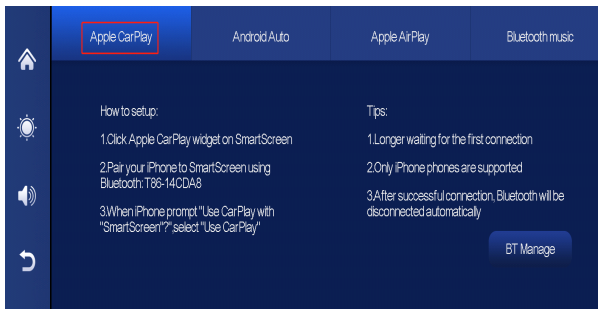 Apple CarPlay
Android Auto
Apple AirPlay
Bluetooth music
How to setup:
1.Click Apple CarPlay widget on SmartScreen
2.Pair your iPhone to SmartScreen using
Bluetooth: T86-14CDA8
3.When iPhone prompt "Use CarPlay with
"SmartScreen"?",select "Use CarPlay"
Tips:
1.Longer waiting for the first connection
2.Only iPhone phones are supported
3.After successful connection, Bluetooth will be
disconnected automatically
BT Manage